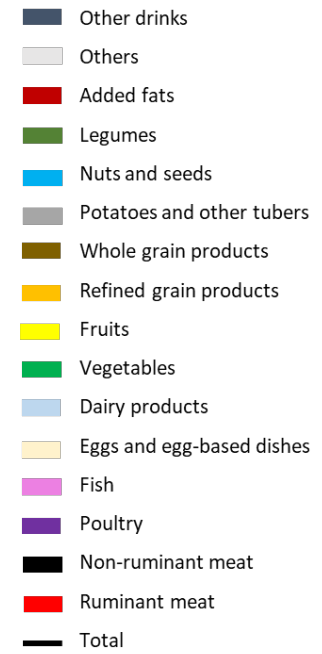 Other drinks
Others
Added fats
Legumes
Nuts and seeds
Potatoes and other tubers
Whole grain products
Refined grain products
Fruits
Vegetables
Dairy products
Eggs and egg-based dishes
Fish
Poultry
Non-ruminant meat
Ruminant meat
Total